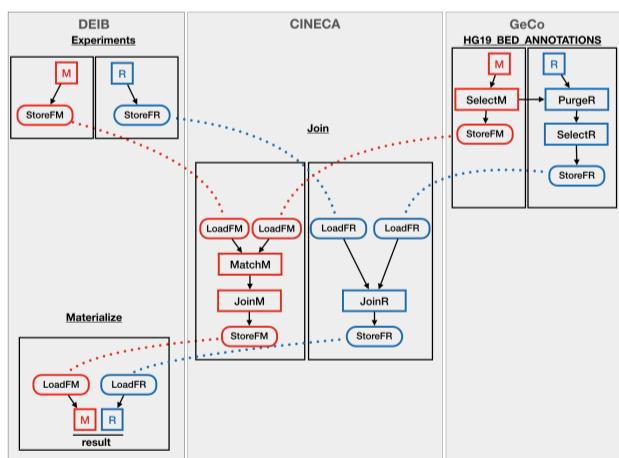 DEIB
CINECA
GeCo
Experiments
HG19_BED_ANNOTATIONS
M
R
M
R
StoreFM
StoreFR
SelectM
PurgeR
StoreFM
SelectR
Join
StoreFR
LoadFM
LoadFM
LoadFR
LoadFR
MatchM
JoinM
JoinR
Materialize
StoreFM
StoreFR
LoadFM
LoadFR
M
R
result